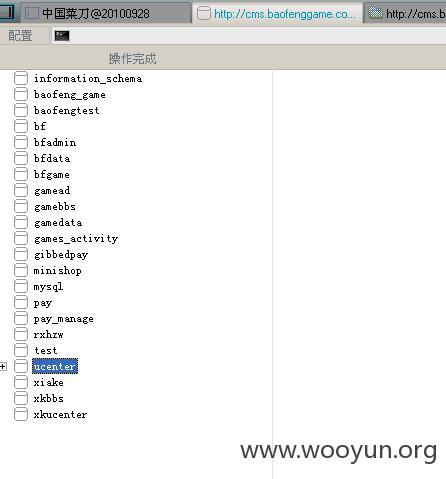 中国菜刀@20100928 http://cms.baofenggame.co... http://cms.b
配置
操作完成
information_schema
baofeng_game
baofengtest
bf
bfadmin
bfdata
bfgame
gamead
gamebbs
gamedata
games_activity
gibbedpay
minishop
mysql
pay
pay_manage
rxhzw
test
ucenter
xiake
xkbbs
xkucenter
www.wooyun.org